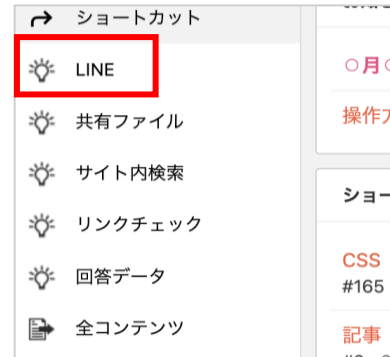 ショートカット
LINE
共有ファイル
サイト内検索
リンクチェック
回答データ
全コンテンツ
○月
操作
ショー
CSS
#165
記事